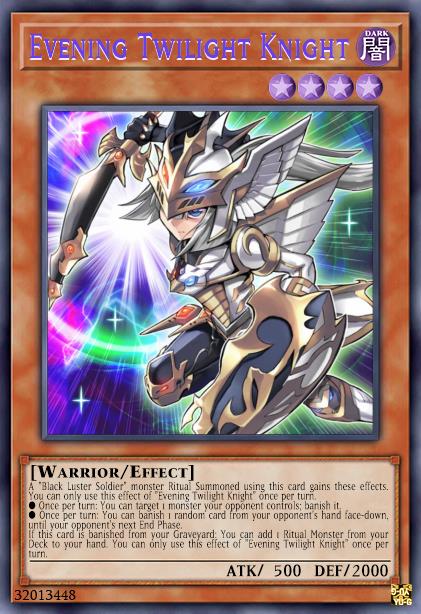 Evening Twilight Knight
DARK
闇
[Warrior/Effect]
A "Black Luster Soldier" monster Ritual Summoned using this card gains these effects.
You can only use this effect of "Evening Twilight Knight" once per turn.
● Once per turn: You can target 1 monster your opponent controls; banish it.
● Once per turn: You can banish 1 random card from your opponent's hand face-down,
until your opponent's next End Phase.
If this card is banished from your Graveyard: You can add 1 Ritual Monster from your
Deck to your hand. You can only use this effect of "Evening Twilight Knight" once per
turn.
ATK/ 500 DEF/2000
32013448